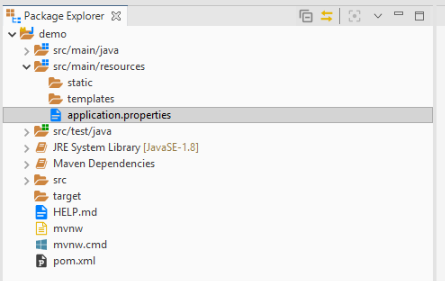 Package Explorer
demo
src/main/java
src/main/resources
static
templates
application.properties
src/test/java
JRE System Library [JavaSE-1.8]
Maven Dependencies
src
target
HELP.md
mvnw
mvnw.cmd
pom.xml